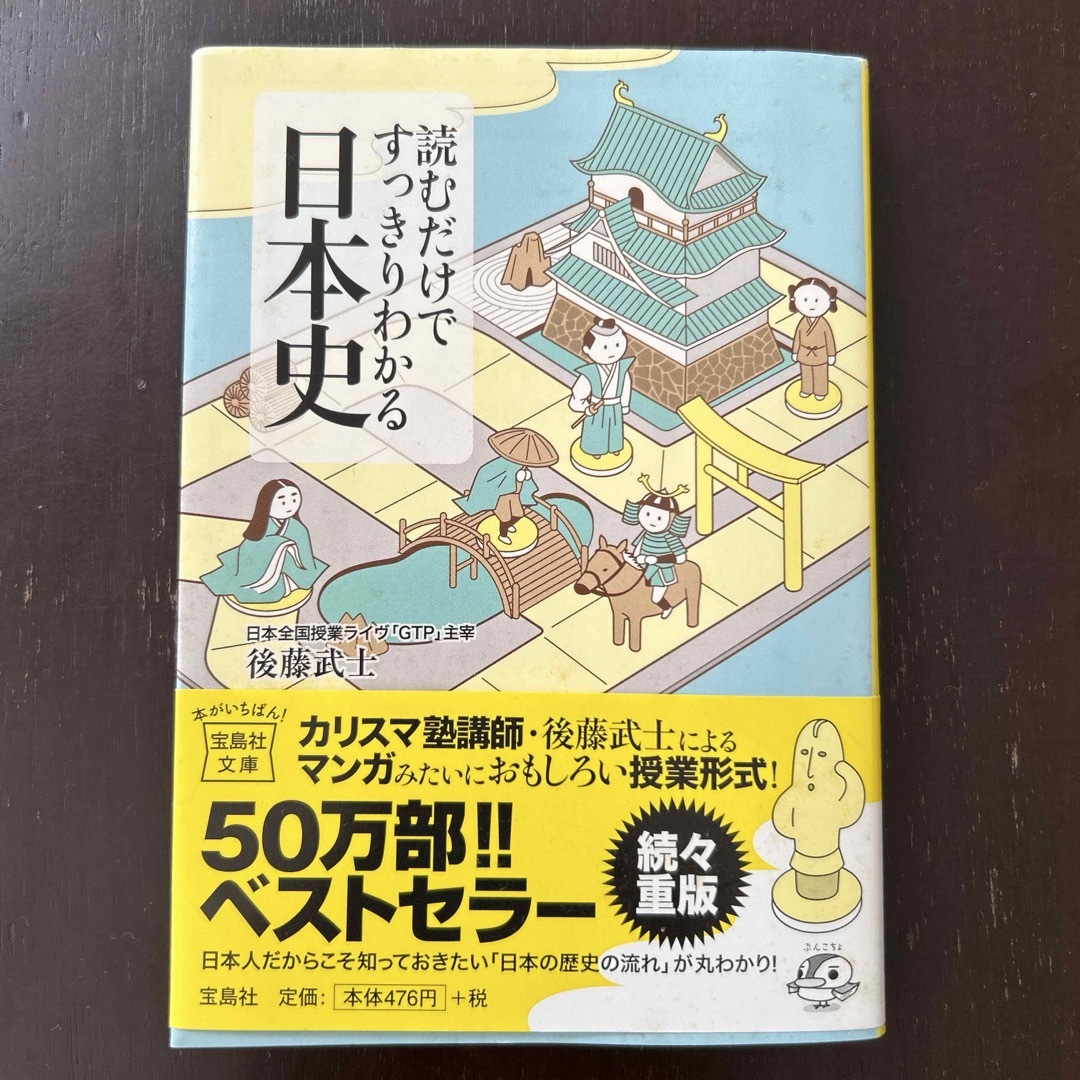 読むだけで
すっきりわかる
日本史
日本全国授業ライヴ「GTP」主宰
後藤武士
本がいちばん!
宝島社
文庫
カリスマ塾講師・後藤武士による
マンガみたいにおもしろい授業形式!
50万部!!
ベストセラー
続々
重版
日本人だからこそ知っておきたい「日本の歴史の流れ」が丸わかり!
ぶんこちょ
宝島社 定価: 本体476円 +税